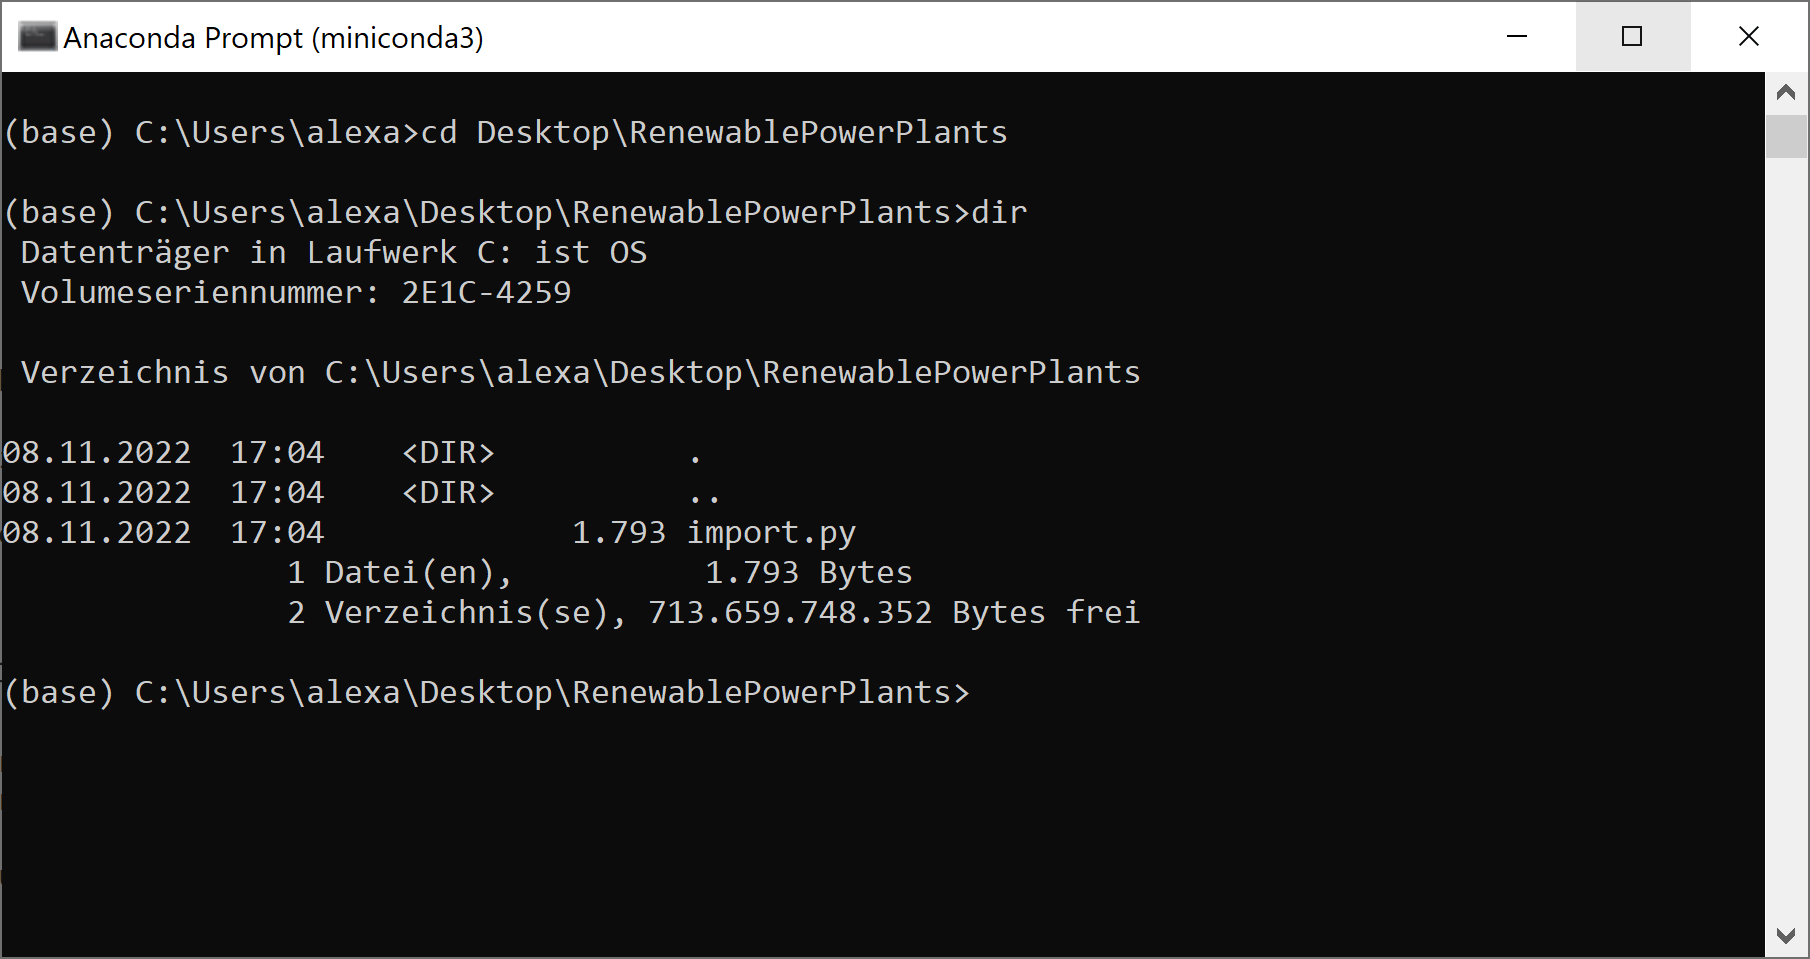 Anaconda Prompt (miniconda3)
(base) C:\Users\alexa>cd Desktop\RenewablePowerPlants
(base) C:\Users\alexa\Desktop\RenewablePowerPlants>dir
Datenträger in Laufwerk C: ist OS
Volumeseriennummer: 2E1C-4259
Verzeichnis von C:\Users\alexa\Desktop\RenewablePowerPlants
08.11.2022  17:04    <DIR>          .
08.11.2022  17:04    <DIR>          ..
08.11.2022  17:04             1.793 import.py
               1 Datei(en),          1.793 Bytes
               2 Verzeichnis(se), 713.659.748.352 Bytes frei
(base) C:\Users\alexa\Desktop\RenewablePowerPlants>